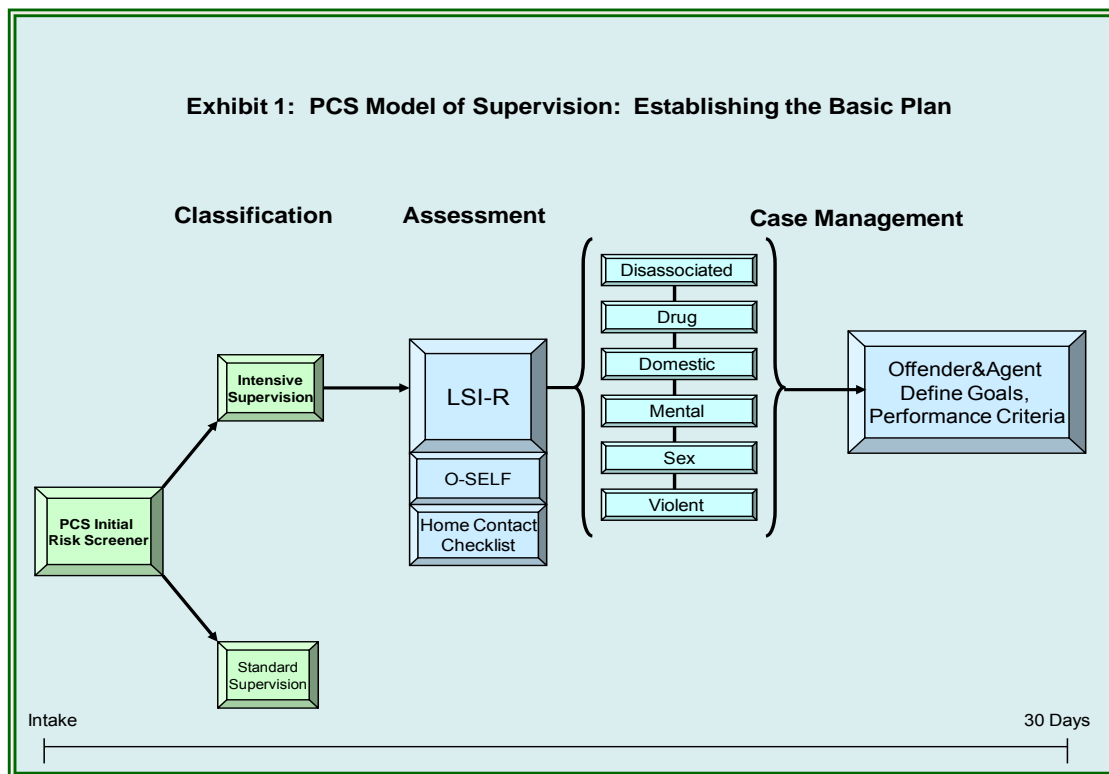 Exhibit 1: PCS Model of Supervision: Establishing the Basic Plan
Classification
Assessment
Case Management
PCS Initial
Risk Screener
Intensive
Supervision
Standard
Supervision
LSI-R
O-SELF
Home Contact
Checklist
Disassociated
Drug
Domestic
Mental
Sex
Violent
Offender&Agent
Define Goals,
Performance Criteria
Intake
30 Days